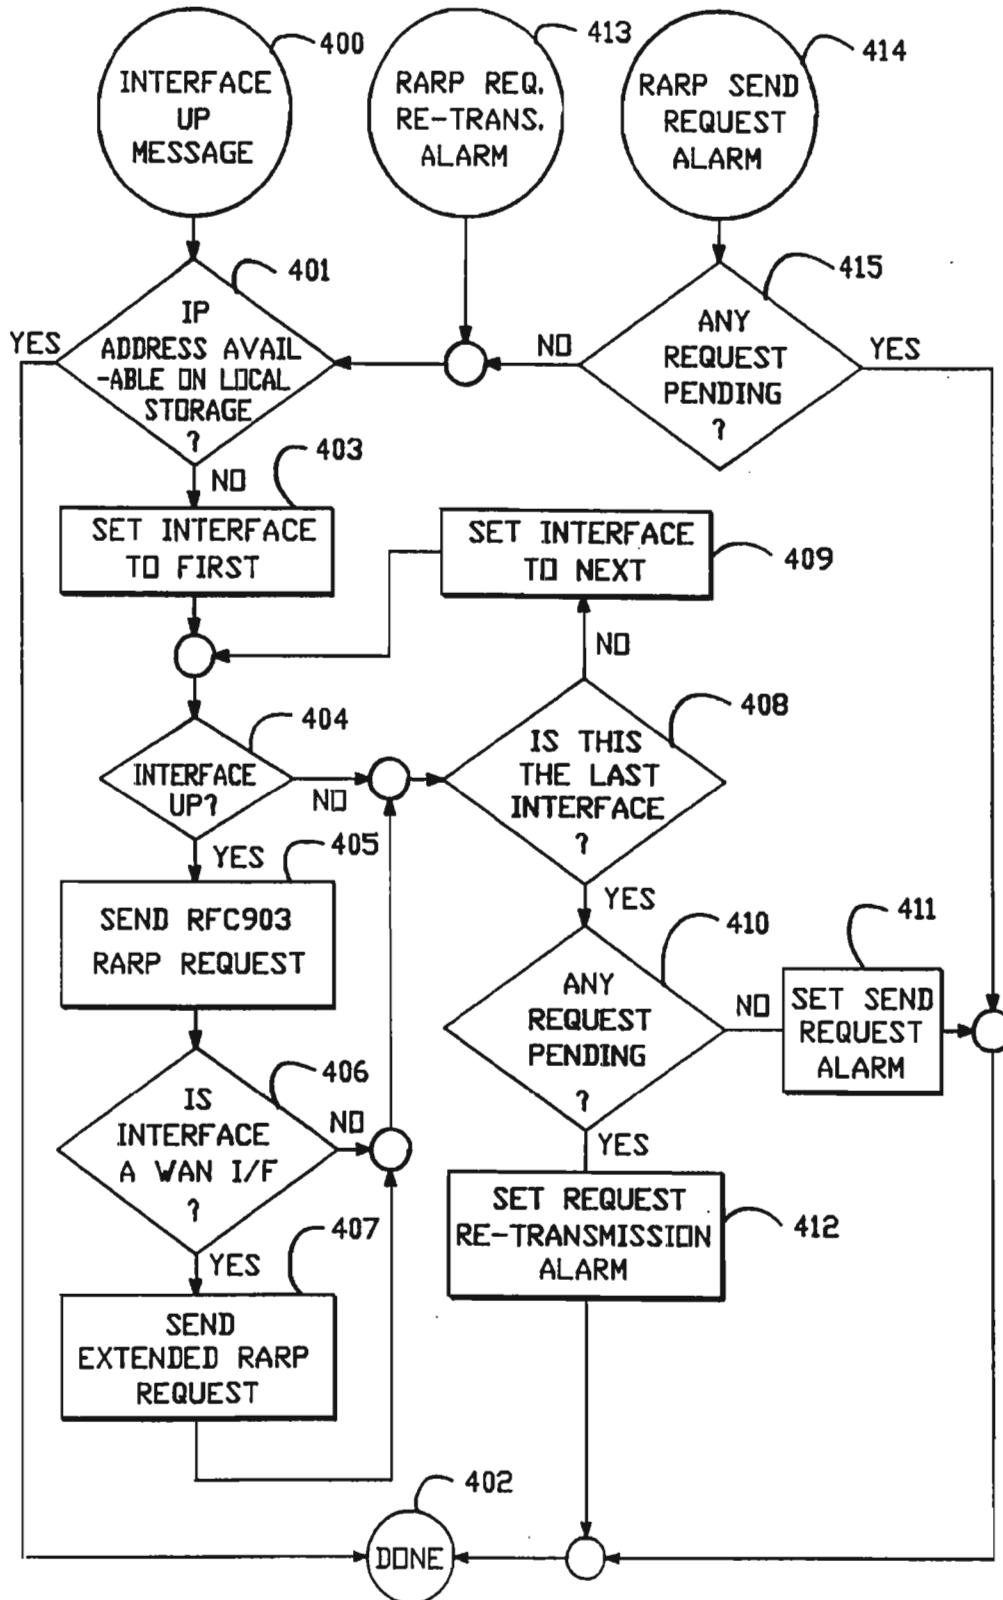 400
INTERFACE
UP
MESSAGE
413
RARP REQ.
RE-TRANS.
ALARM
414
RARP SEND
REQUEST
ALARM
401
IP
ADDRESS AVAIL
-ABLE ON LOCAL
STORAGE
?
YES
NO
415
ANY
REQUEST
PENDING
?
NO
YES
403
SET INTERFACE
TO FIRST
SET INTERFACE
TO NEXT
409
NO
404
INTERFACE
UP?
NO
YES
408
IS THIS
THE LAST
INTERFACE
?
YES
405
SEND RFC903
RARP REQUEST
410
ANY
REQUEST
PENDING
?
NO
YES
411
SET SEND
REQUEST
ALARM
406
IS
INTERFACE
A WAN I/F
?
NO
YES
412
SET REQUEST
RE-TRANSMISSION
ALARM
407
SEND
EXTENDED RARP
REQUEST
402
DONE